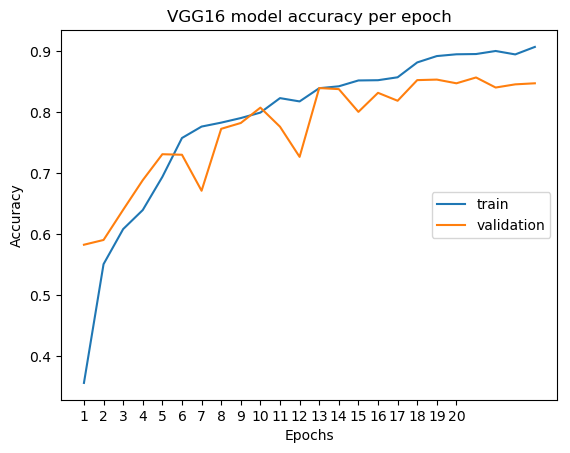 VGG16 model accuracy per epoch
0.9
0.8
0.7
0.6
0.5
0.4
Accuracy
train
validation
1 2 3 4 5 6 7 8 9 10 11 12 13 14 15 16 17 18 19 20
Epochs